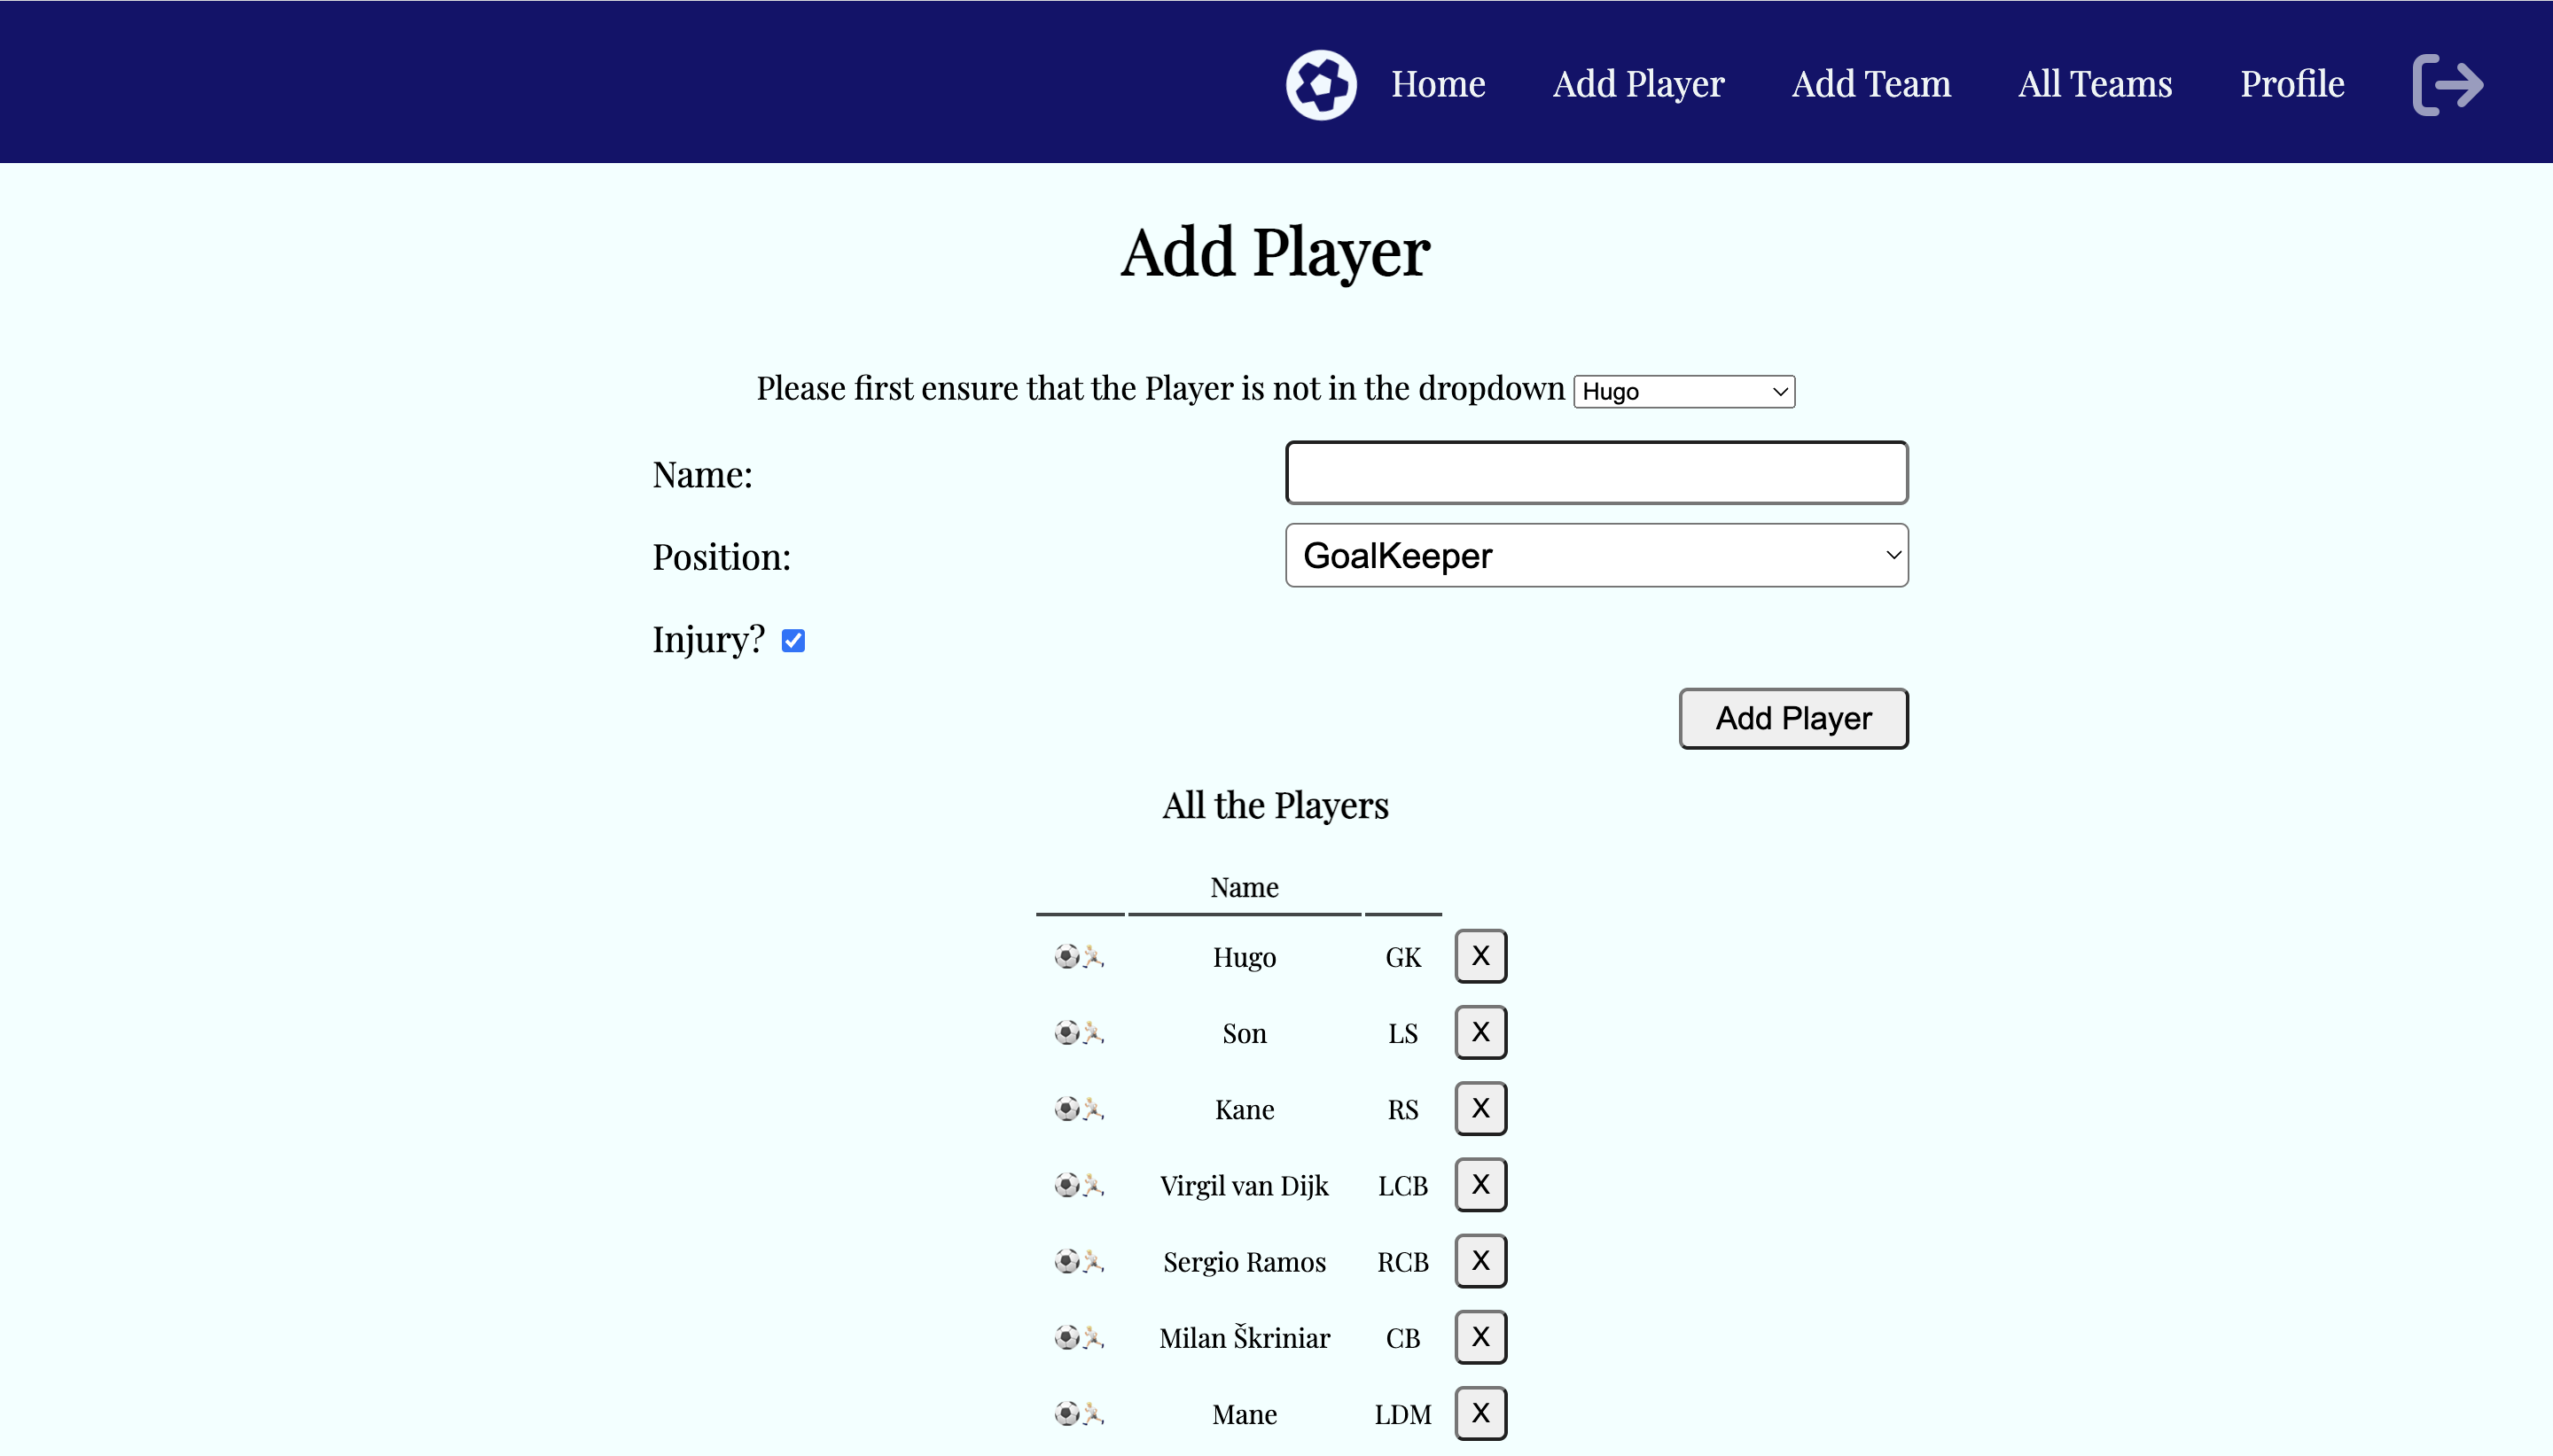 Home Add Player Add Team All Teams Profile
Add Player
Please first ensure that the Player is not in the dropdown Hugo
Name:
Position: GoalKeeper
Injury?
Add Player
All the Players
Name
Hugo GK X
Son LS X
Kane RS X
Virgil van Dijk LCB X
Sergio Ramos RCB X
Milan Škriniar CB X
Mane LDM X